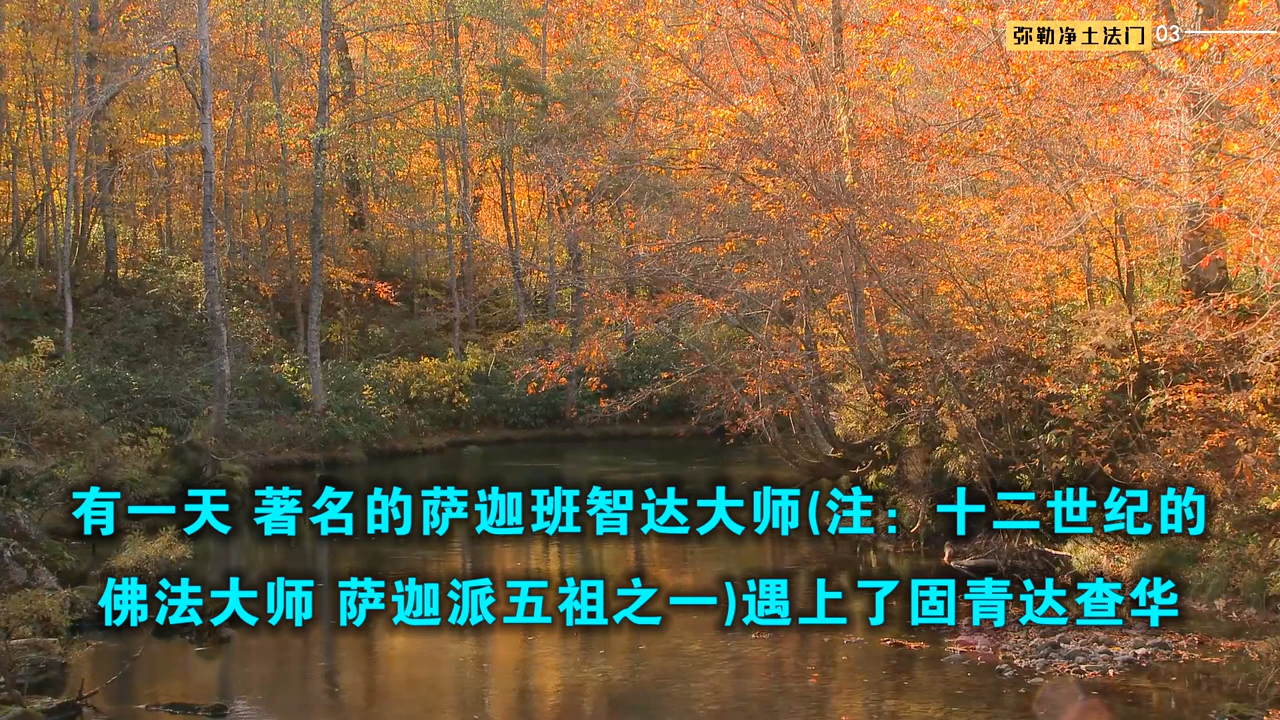 弥勒净土法门 03
有一天 著名的萨迦班智达大师(注：十二世纪的
佛法大师 萨迦派五祖之一)遇上了固青达查华